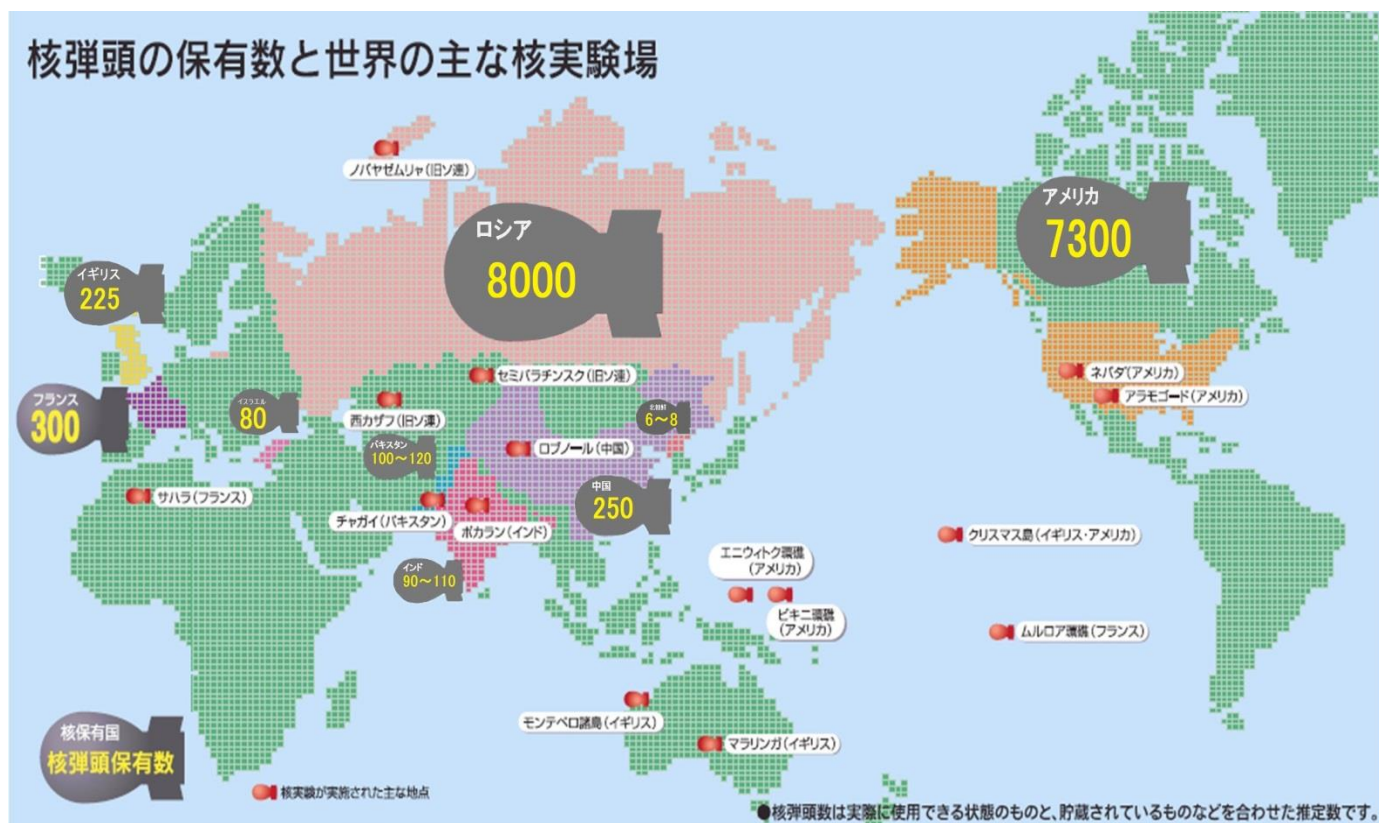 核弾頭の保有数と世界の主な核実験場
ノバヤゼムリャ(旧ソ連)
ロシア
8000
アメリカ
7300
イギリス
225
フランス
300
イスラエル
80
セミパラチンスク(旧ソ連)
西カザフ(旧ソ連)
北朝鮮
6～8
ネバダ(アメリカ)
アラモゴード(アメリカ)
パキスタン
100～120
ロプノール(中国)
中国
250
サハラ(フランス)
チャガイ(パキスタン)
ポカラン(インド)
インド
90～110
クリスマス島(イギリス・アメリカ)
エニウィトク環礁
(アメリカ)
ビキニ環礁
(アメリカ)
ムルロア環礁(フランス)
モンテベロ諸島(イギリス)
マラリンガ(イギリス)
核保有国
核弾頭保有数
核実験が実施された主な地点
●核弾頭数は実際に使用できる状態のものと、貯蔵されているものなどを合わせた推定数です。